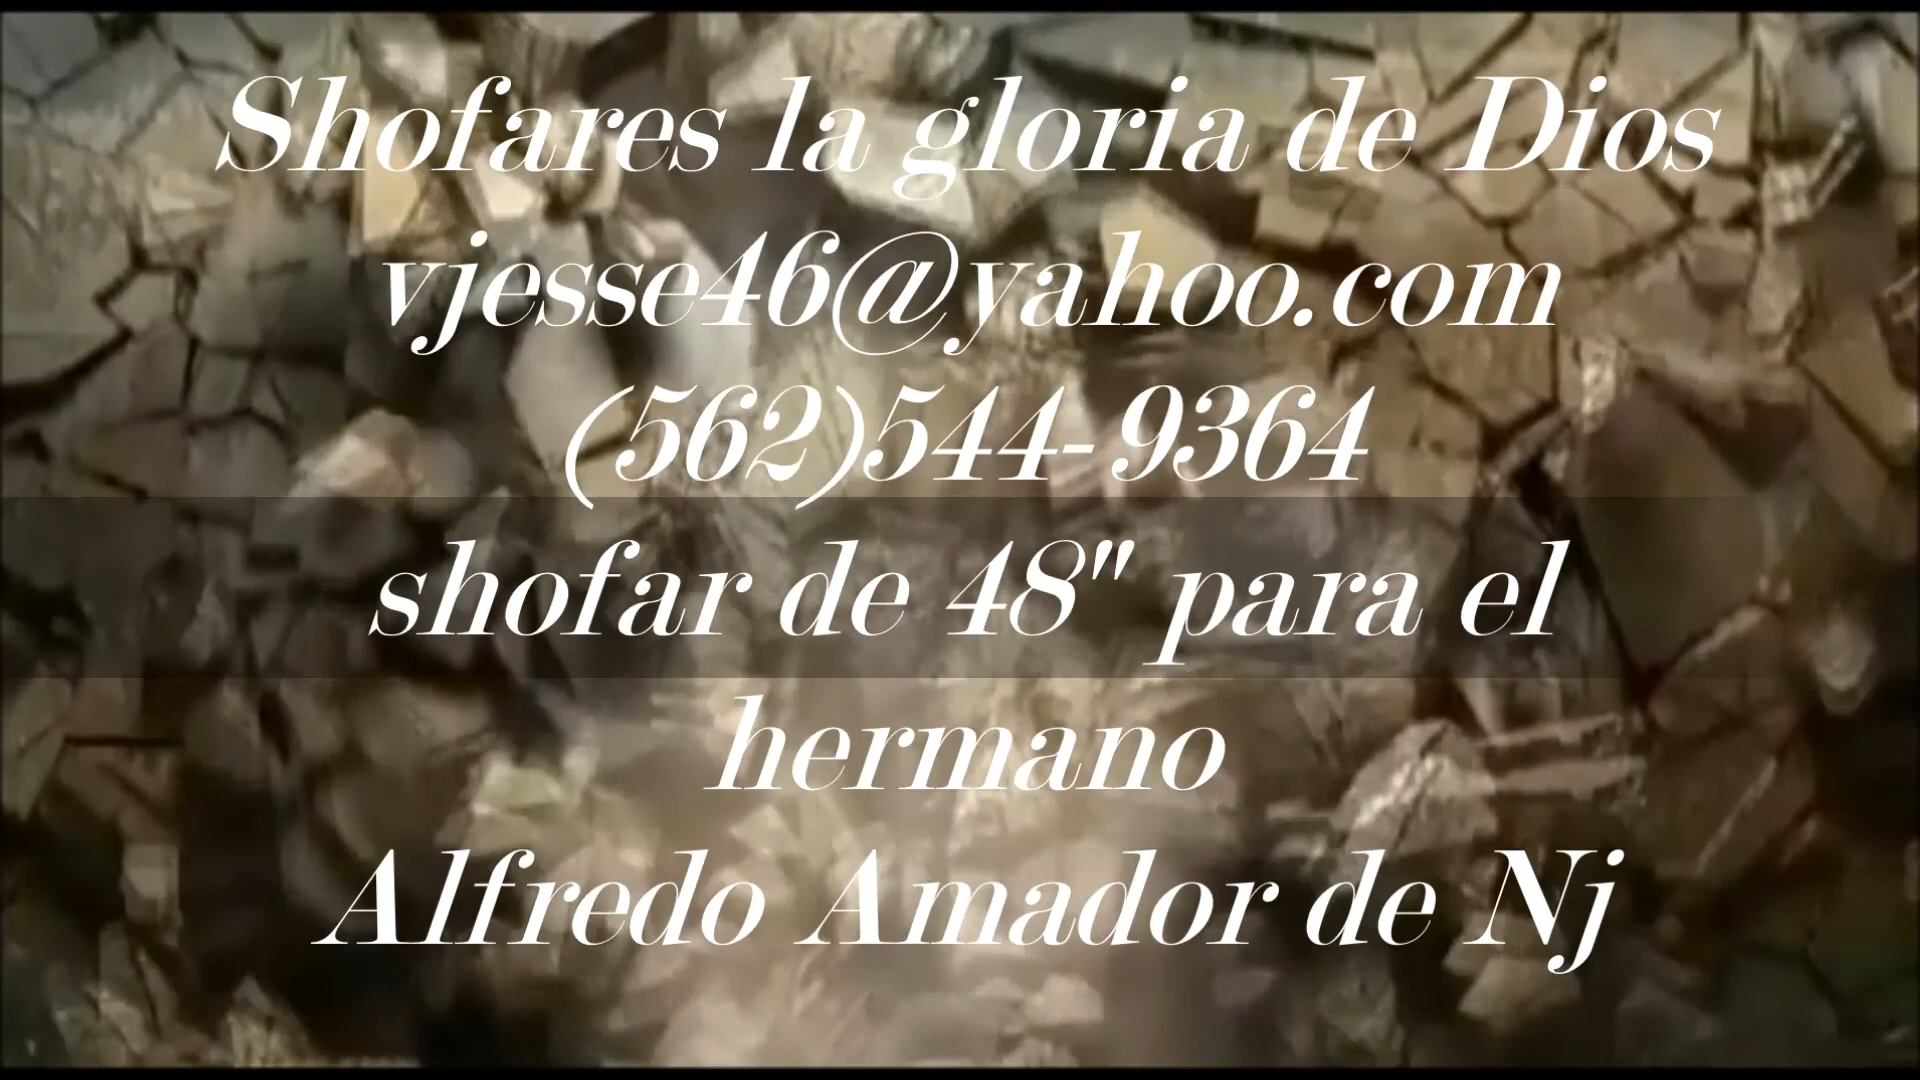 Shofares la gloria de Dios
vjesse46@yahoo.com
(562)544-9364
shofar de 48" para el
hermano
Alfredo Amador de Nj